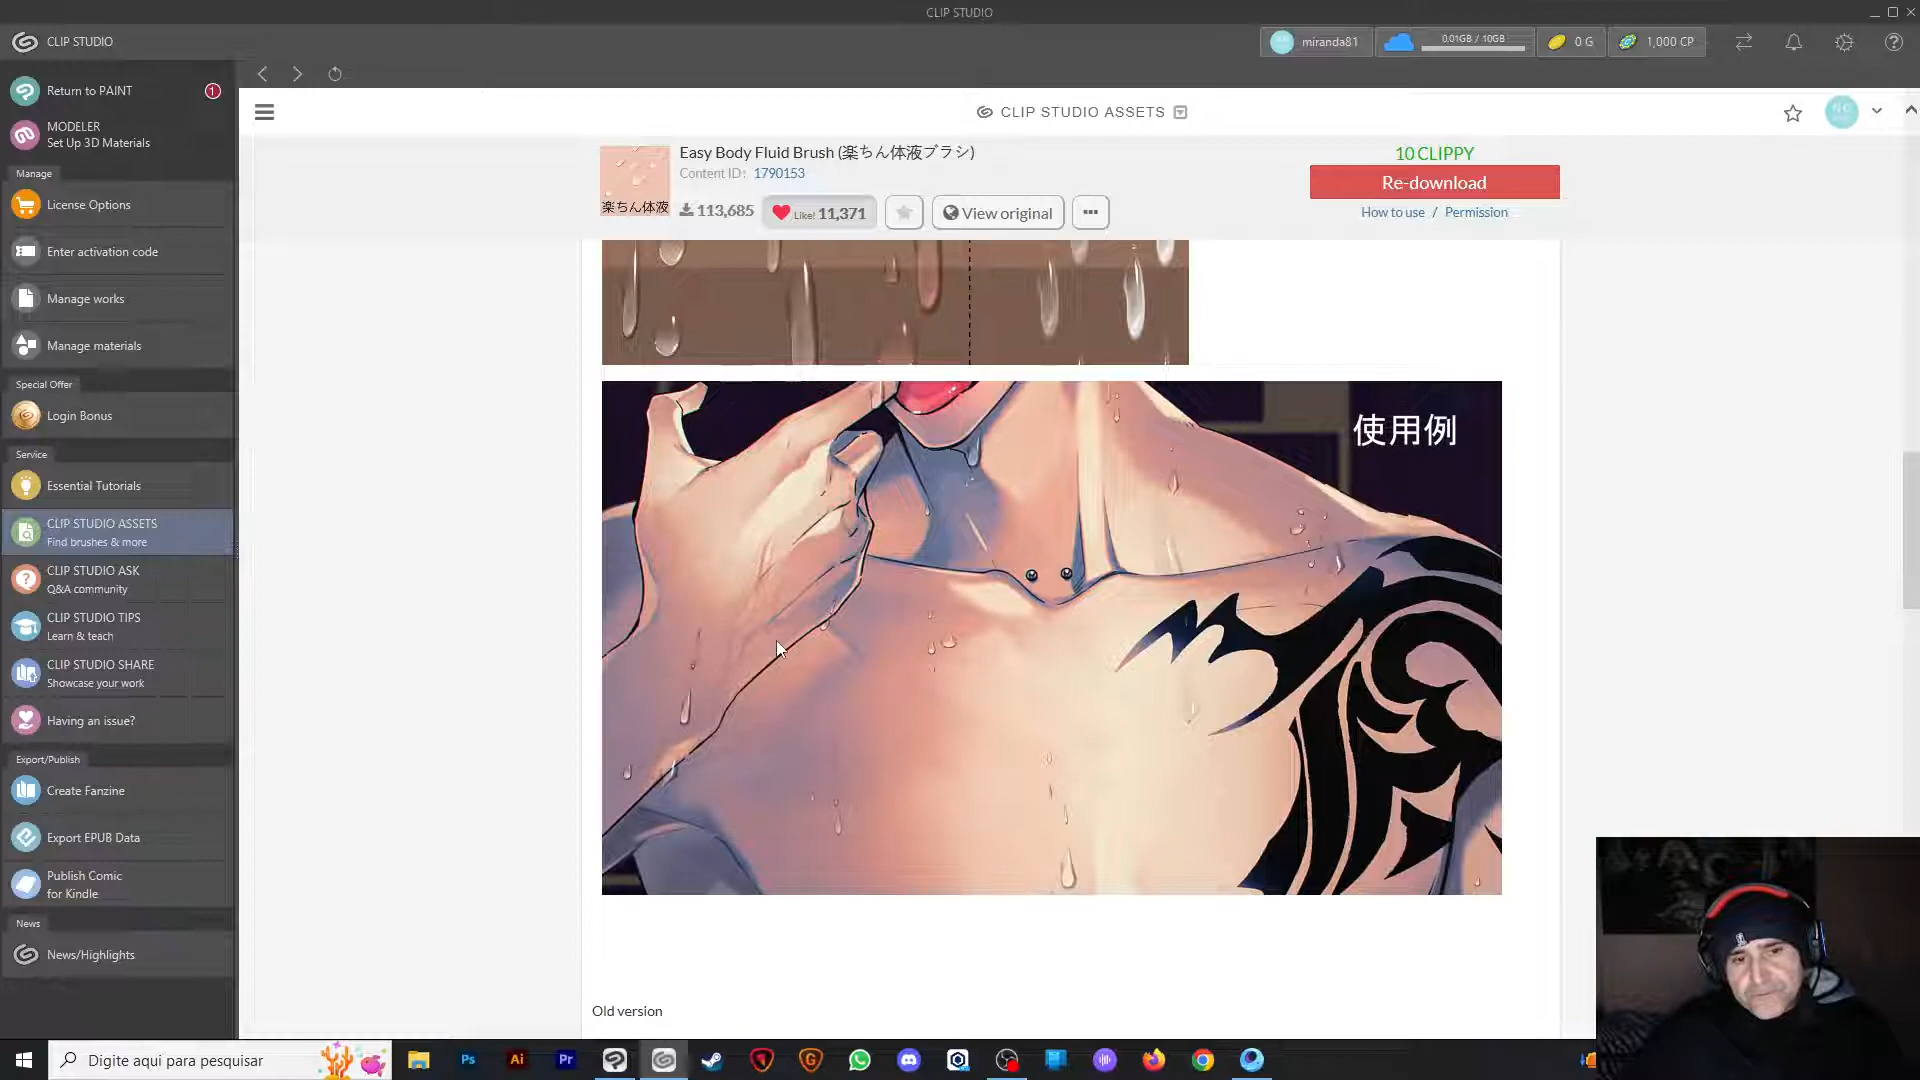 CLIP STUDIO
CLIP STUDIO
miranda81
0.01GB / 10GB
0 G
1,000 CP
Return to PAINT
1
MODELER
Set Up 3D Materials
Manage
License Options
Enter activation code
Manage works
Manage materials
Special Offer
Login Bonus
Service
Essential Tutorials
CLIP STUDIO ASSETS
Find brushes & more
CLIP STUDIO ASK
Q&A community
CLIP STUDIO TIPS
Learn & teach
CLIP STUDIO SHARE
Showcase your work
Having an issue?
Export/Publish
Create Fanzine
Export EPUB Data
Publish Comic
for Kindle
News
News/Highlights
CLIP STUDIO ASSETS
楽ちん体液
Easy Body Fluid Brush (楽ちん体液ブラシ)
Content ID: 1790153
113,685
Like! 11,371
View original
10 CLIPPY
Re-download
How to use / Permission
使用例
Old version
Digite aqui para pesquisar
Ps
Ai
Pr